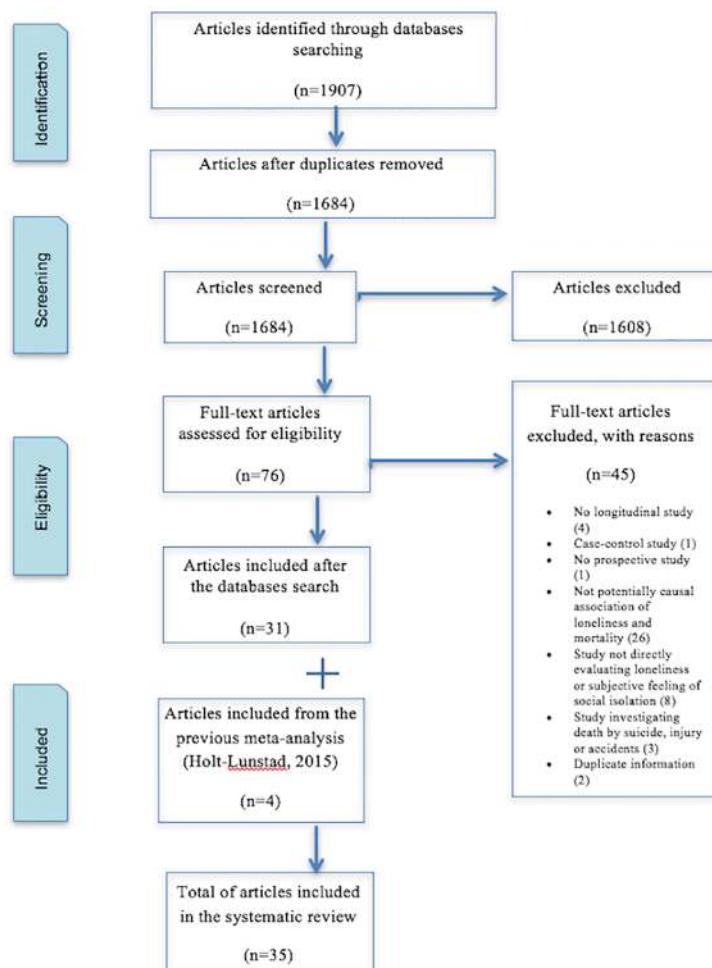 Identification
Articles identified through databases
searching
(n=1907)
Articles after duplicates removed
(n=1684)
Screening
Articles screened
(n=1684)
Articles excluded
(n=1608)
Eligibility
Full-text articles
assessed for eligibility
(n=76)
Full-text articles
excluded, with reasons
(n=45)
• No longitudinal study
(4)
• Case-control study (1)
• No prospective study
(1)
• Not potentially causal
association of
loneliness and
mortality (26)
• Study not directly
evaluating loneliness
or subjective feeling of
social isolation (8)
• Study investigating
death by suicide, injury
or accidents (3)
• Duplicate information
(2)
Articles included after
the databases search
(n=31)
+
Included
Articles included from the
previous meta-analysis
(Holt-Lunstad, 2015)
(n=4)
Total of articles included
in the systematic review
(n=35)